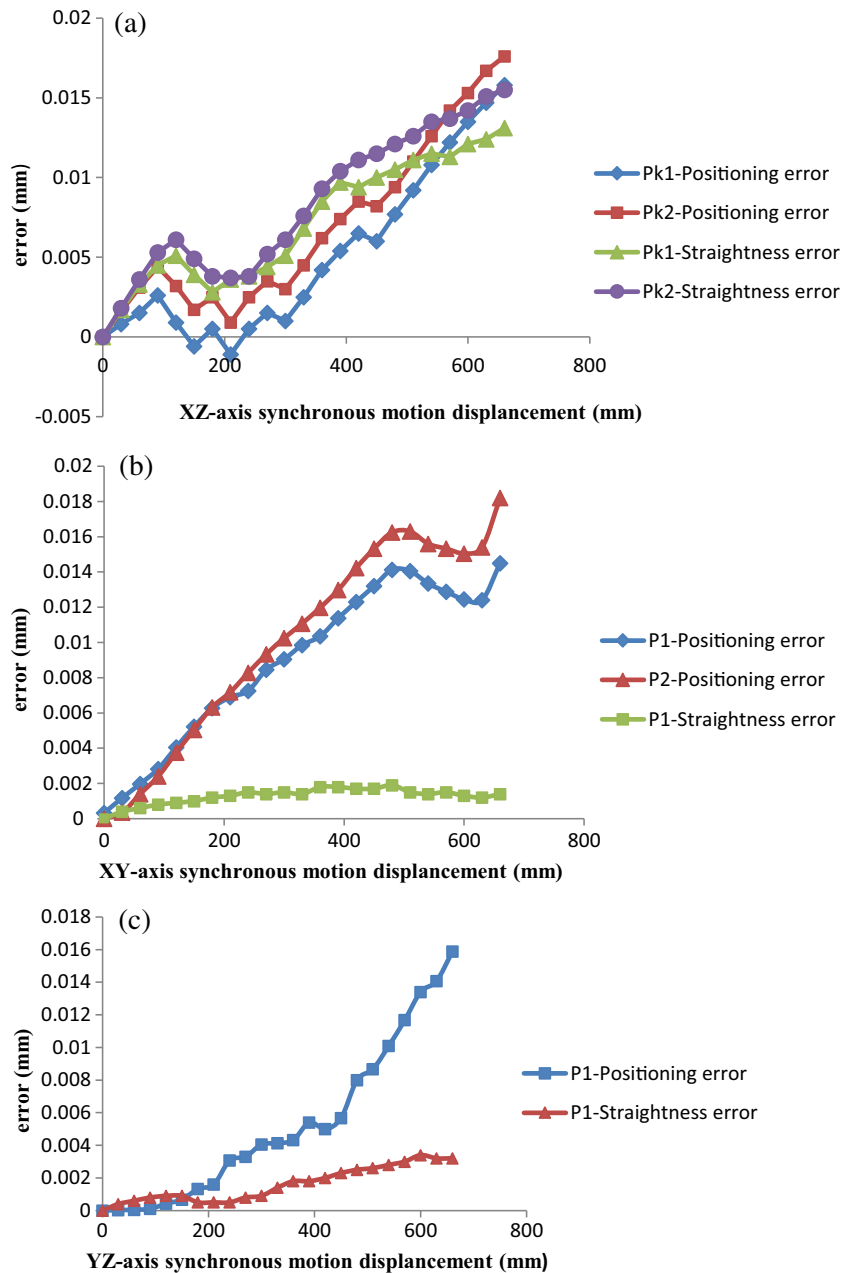 (a)
0.02
0.015
0.01
0.005
0
-0.005
error (mm)
0 200 400 600 800
XZ-axis synchronous motion displancement (mm)
Pk1-Positioning error
Pk2-Positioning error
Pk1-Straightness error
Pk2-Straightness error
(b)
0.02
0.018
0.016
0.014
0.012
0.01
0.008
0.006
0.004
0.002
0
error (mm)
0 200 400 600 800
XY-axis synchronous motion displancement (mm)
P1-Positioning error
P2-Positioning error
P1-Straightness error
(c)
0.018
0.016
0.014
0.012
0.01
0.008
0.006
0.004
0.002
0
error (mm)
0 200 400 600 800
YZ-axis synchronous motion displancement (mm)
P1-Positioning error
P1-Straightness error